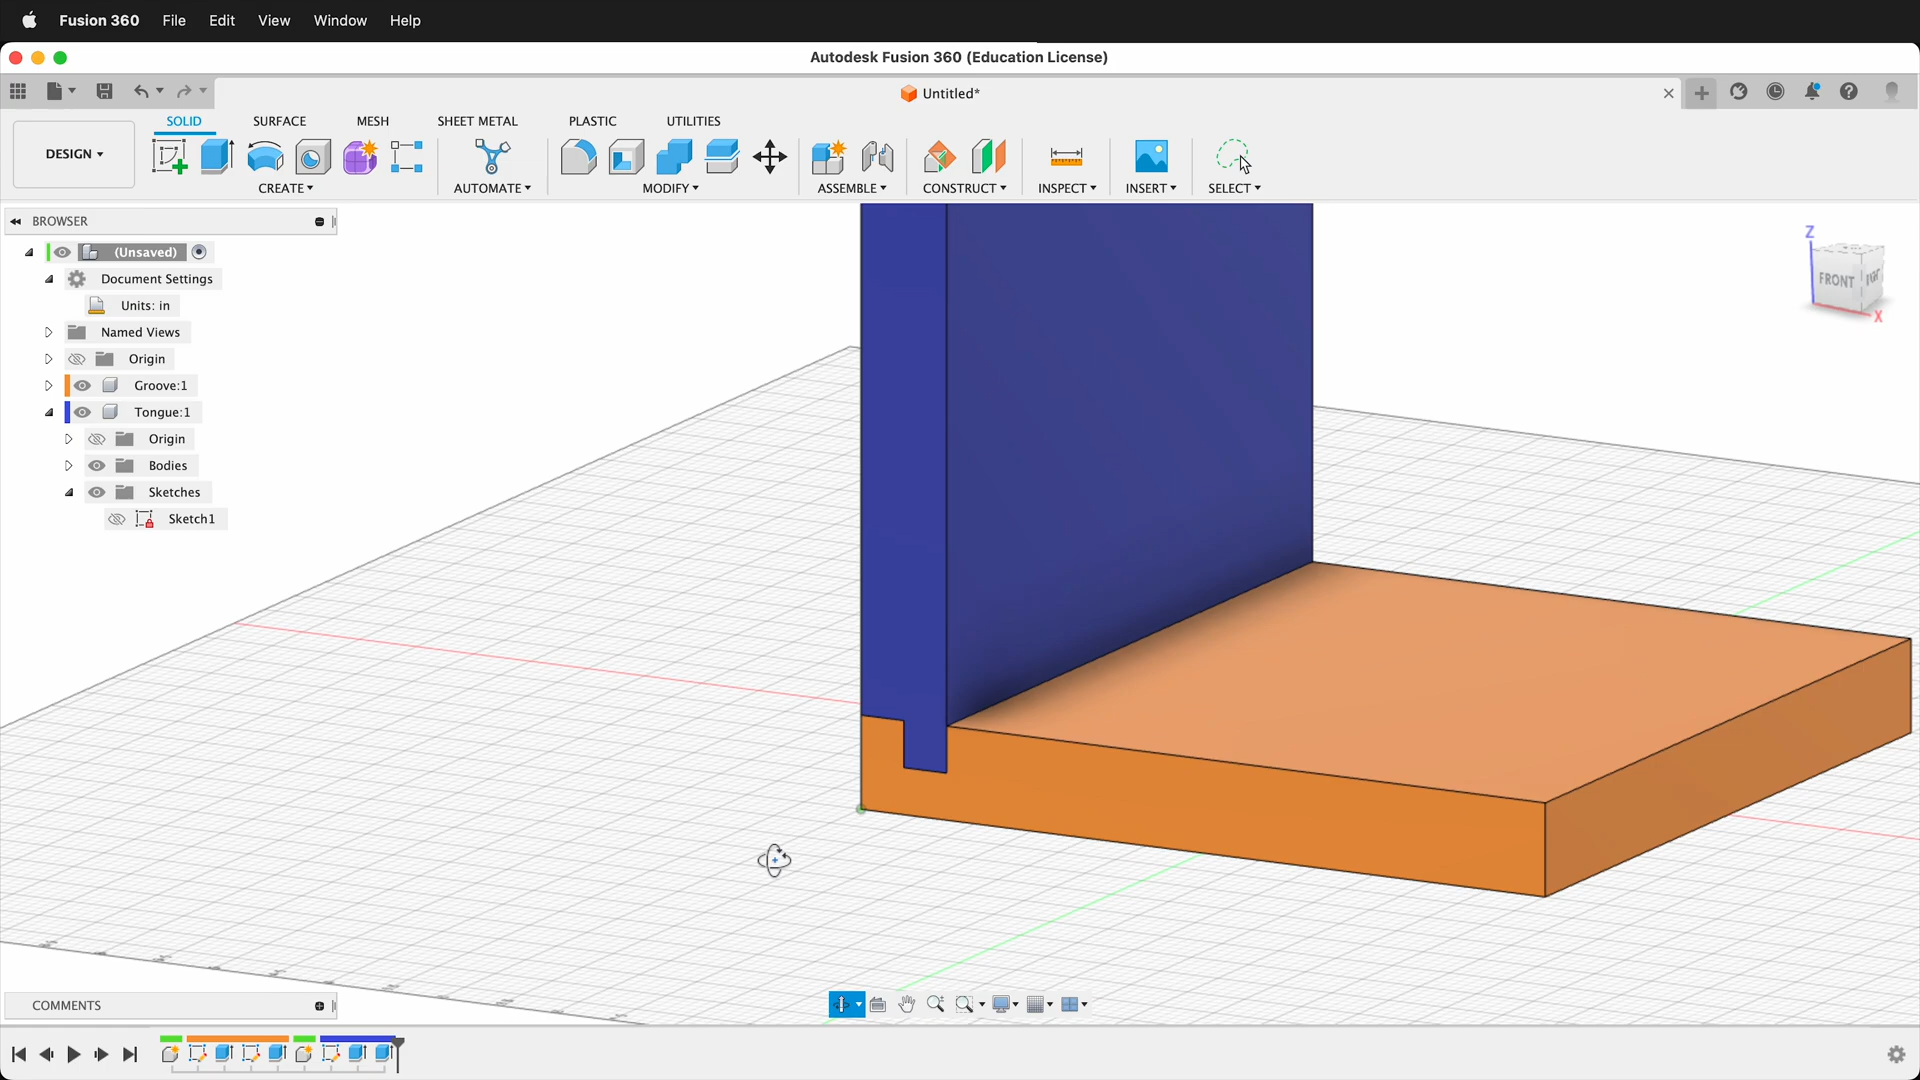 Fusion 360 File Edit View Window Help
Autodesk Fusion 360 (Education License)
Untitled*
SOLID SURFACE MESH SHEET METAL PLASTIC UTILITIES
DESIGN
CREATE AUTOMATE MODIFY ASSEMBLE CONSTRUCT INSPECT INSERT SELECT
BROWSER
(Unsaved)
Document Settings
Units: in
Named Views
Origin
Groove:1
Tongue:1
Origin
Bodies
Sketches
Sketch1
Z
FRONT
X
COMMENTS